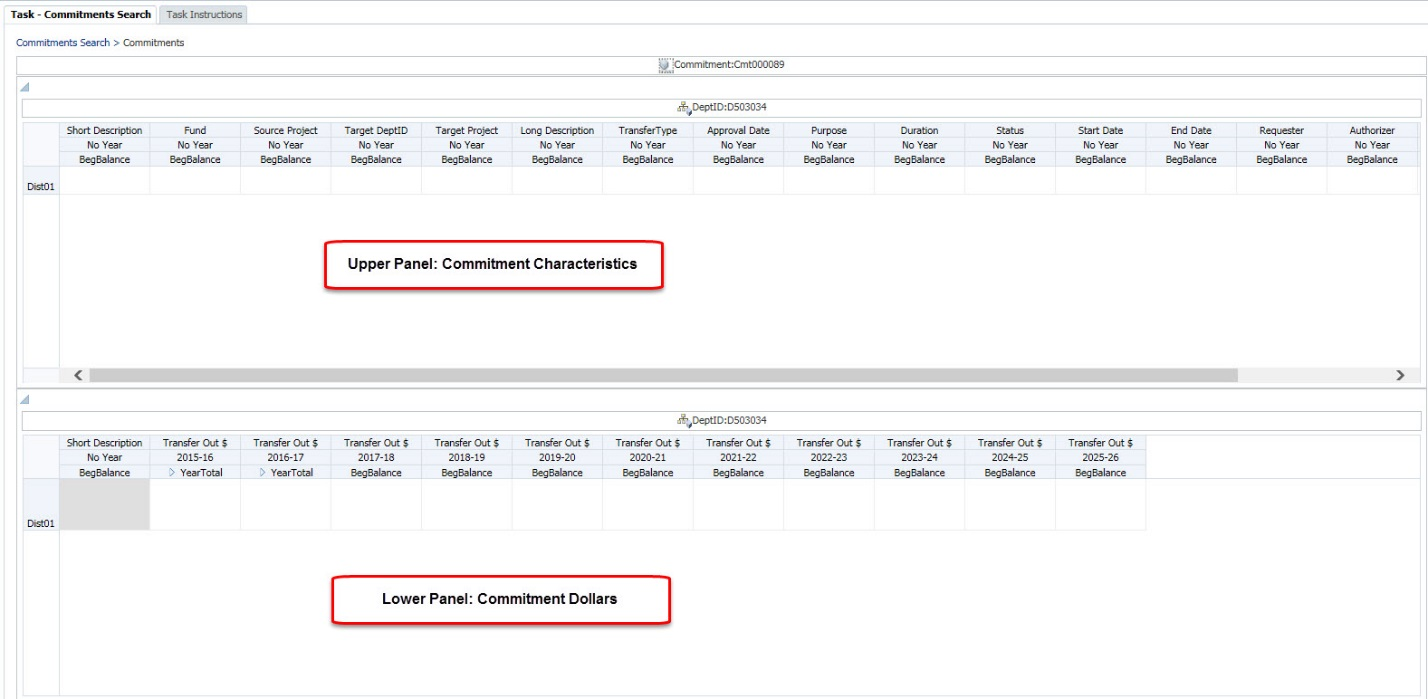 Task - Commitments Search Task Instructions
Commitments Search > Commitments
Commitment:Cmt000089
DeptID:D503034
Short Description Fund Source Project Target DeptID Target Project Long Description TransferType Approval Date Purpose Duration Status Start Date End Date Requester Authorizer
No Year No Year No Year No Year No Year No Year No Year No Year No Year No Year No Year No Year No Year No Year No Year
BegBalance BegBalance BegBalance BegBalance BegBalance BegBalance BegBalance BegBalance BegBalance BegBalance BegBalance BegBalance BegBalance BegBalance BegBalance
Dist01
Upper Panel: Commitment Characteristics
DeptID:D503034
Short Description Transfer Out $ Transfer Out $ Transfer Out $ Transfer Out $ Transfer Out $ Transfer Out $ Transfer Out $ Transfer Out $ Transfer Out $ Transfer Out $ Transfer Out $
No Year 2015-16 2016-17 2017-18 2018-19 2019-20 2020-21 2021-22 2022-23 2023-24 2024-25 2025-26
BegBalance YearTotal YearTotal BegBalance BegBalance BegBalance BegBalance BegBalance BegBalance BegBalance BegBalance BegBalance
Dist01
Lower Panel: Commitment Dollars